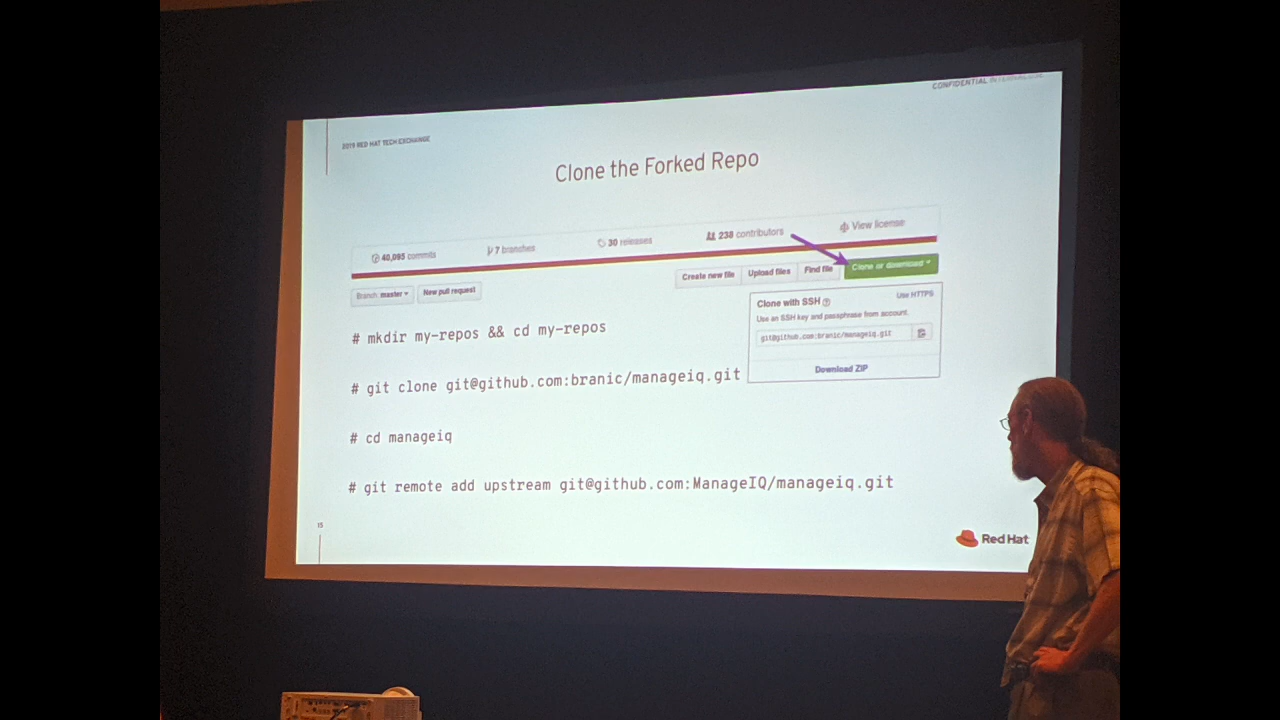 CONFIDENTIAL INTERNAL USE
2019 RED HAT TECH EXCHANGE
Clone the Forked Repo
40,095 commits 7 branches 30 releases 238 contributors View license
Branch: master New pull request Create new file Upload files Find file Clone or download
Clone with SSH Use HTTPS
Use an SSH key and passphrase from account.
git@github.com:branic/manageiq.git
Download ZIP
# mkdir my-repos && cd my-repos
# git clone git@github.com:branic/manageiq.git
# cd manageiq
# git remote add upstream git@github.com:ManageIQ/manageiq.git
15
Red Hat